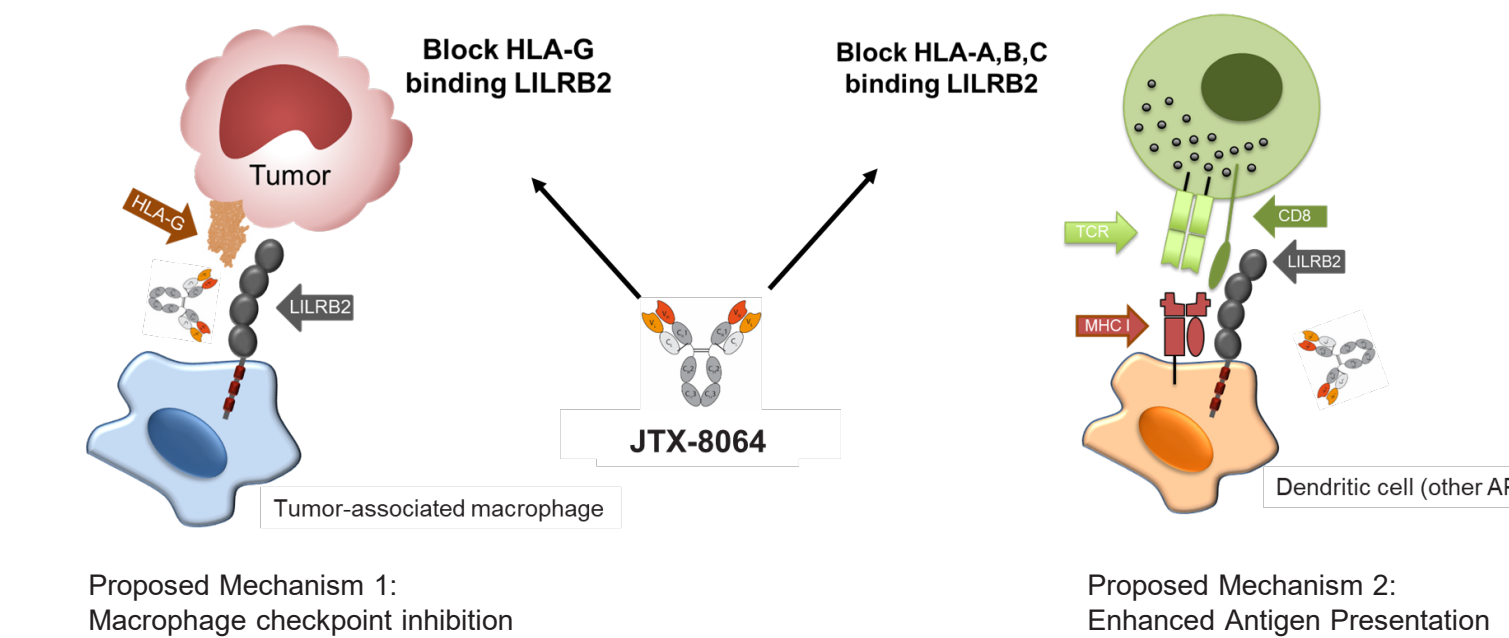 Block HLA-G
binding LILRB2
Block HLA-A,B,C
binding LILRB2
Tumor
HLA-G
LILRB2
TCR
CD8
LILRB2
MHC I
JTX-8064
Tumor-associated macrophage
Dendritic cell (other
Proposed Mechanism 1:
Macrophage checkpoint inhibition
Proposed Mechanism 2:
Enhanced Antigen Presentation